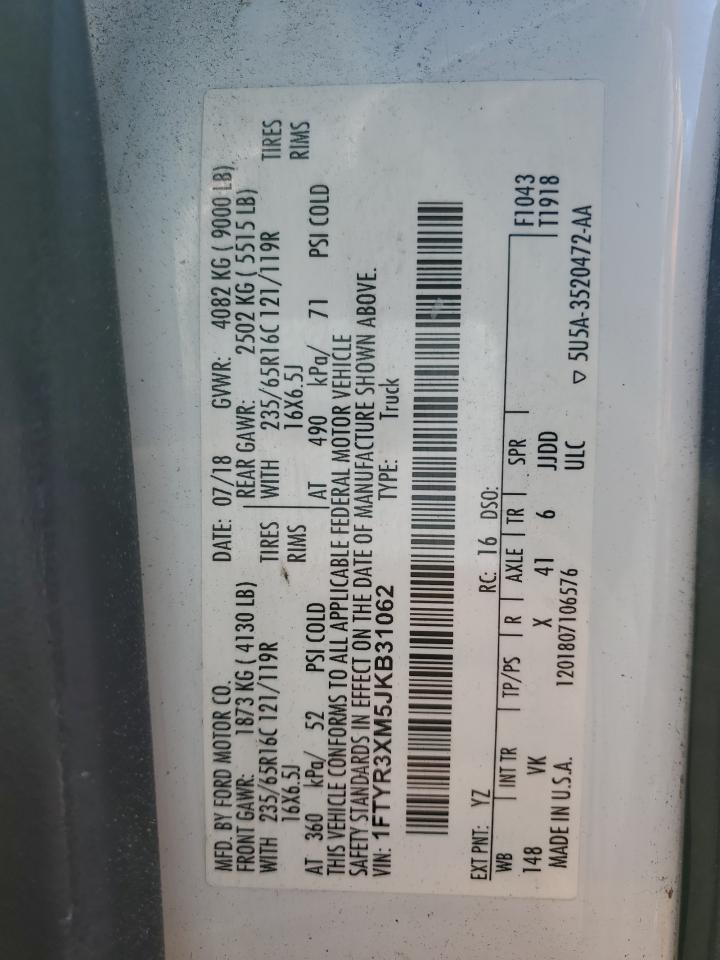 MFD. BY FORD MOTOR CO. DATE: 07/18 GVWR: 4082 KG ( 9000 LB)
FRONT GAWR: 1873 KG ( 4130 LB) REAR GAWR: 2502 KG ( 5515 LB)
WITH 235/65R16C 121/119R TIRES WITH 235/65R16C 121/119R TIRES
16X6.5J RIMS 16X6.5J RIMS
AT 360 kPa/ 52 PSI COLD AT 490 kPa/ 71 PSI COLD
THIS VEHICLE CONFORMS TO ALL APPLICABLE FEDERAL MOTOR VEHICLE
SAFETY STANDARDS IN EFFECT ON THE DATE OF MANUFACTURE SHOWN ABOVE.
VIN: 1FTYR3XM5JKB31062 TYPE: Truck
EXT PNT: YZ RC: 16 DSO:
WB INT TR TP/PS R AXLE TR SPR F1043
148 VK X 41 6 JJDD T1918
MADE IN U.S.A. 1201807106576 ULC ▽ 5U5A-3520472-AA